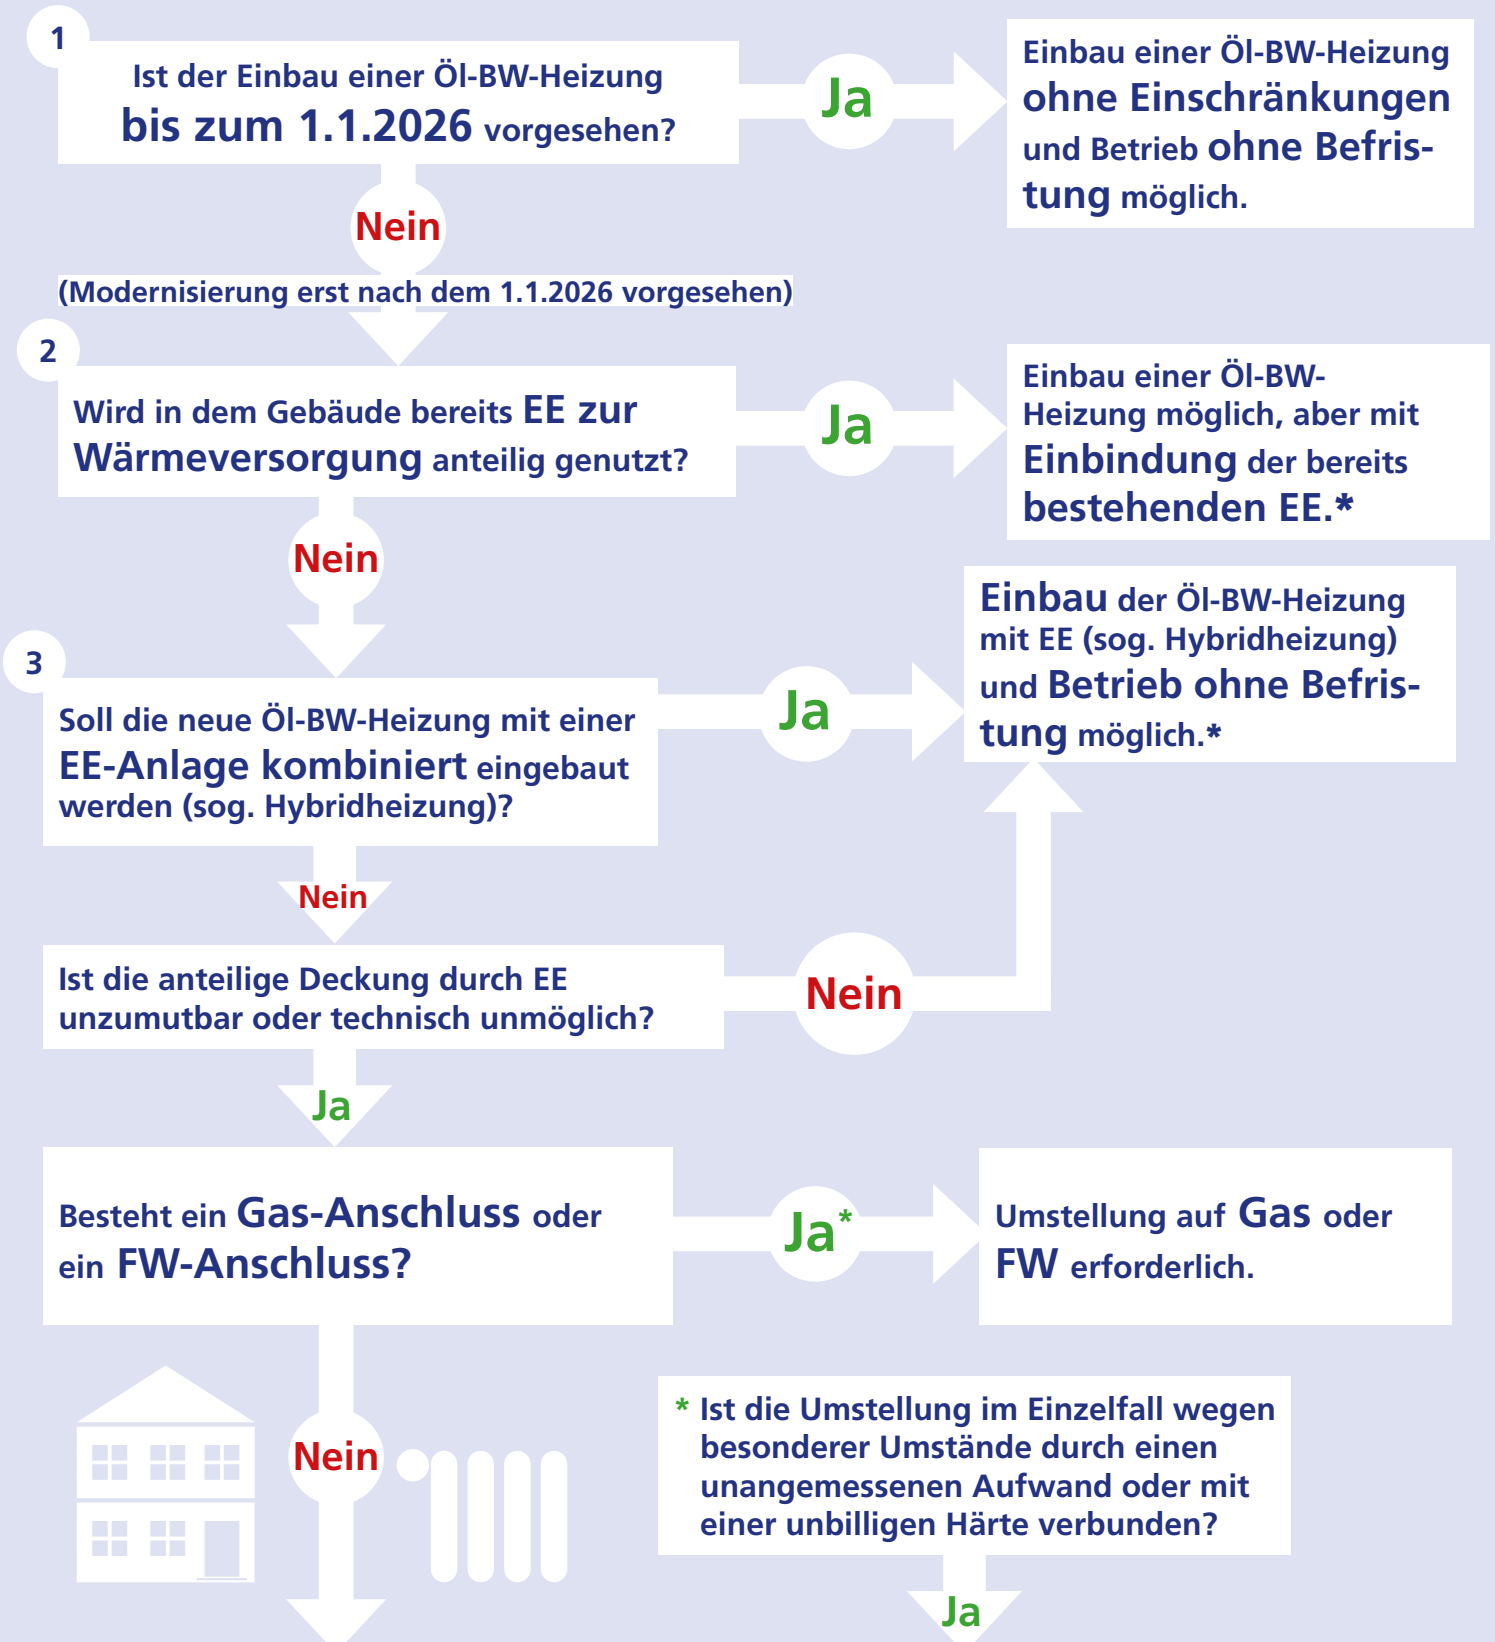 1
Ist der Einbau einer Öl-BW-Heizung
bis zum 1.1.2026 vorgesehen?
Ja
Einbau einer Öl-BW-Heizung
ohne Einschränkungen
und Betrieb ohne Befris-
tung möglich.
Nein
(Modernisierung erst nach dem 1.1.2026 vorgesehen)
2
Wird in dem Gebäude bereits EE zur
Wärmeversorgung anteilig genutzt?
Ja
Einbau einer Öl-BW-
Heizung möglich, aber mit
Einbindung der bereits
bestehenden EE.*
Nein
3
Soll die neue Öl-BW-Heizung mit einer
EE-Anlage kombiniert eingebaut
werden (sog. Hybridheizung)?
Ja
Einbau der Öl-BW-Heizung
mit EE (sog. Hybridheizung)
und Betrieb ohne Befris-
tung möglich.*
Nein
Ist die anteilige Deckung durch EE
unzumutbar oder technisch unmöglich?
Nein
Ja
Besteht ein Gas-Anschluss oder
ein FW-Anschluss?
Ja*
Umstellung auf Gas oder
FW erforderlich.
Nein
* Ist die Umstellung im Einzelfall wegen
besonderer Umstände durch einen
unangemessenen Aufwand oder mit
einer unbilligen Härte verbunden?
Ja